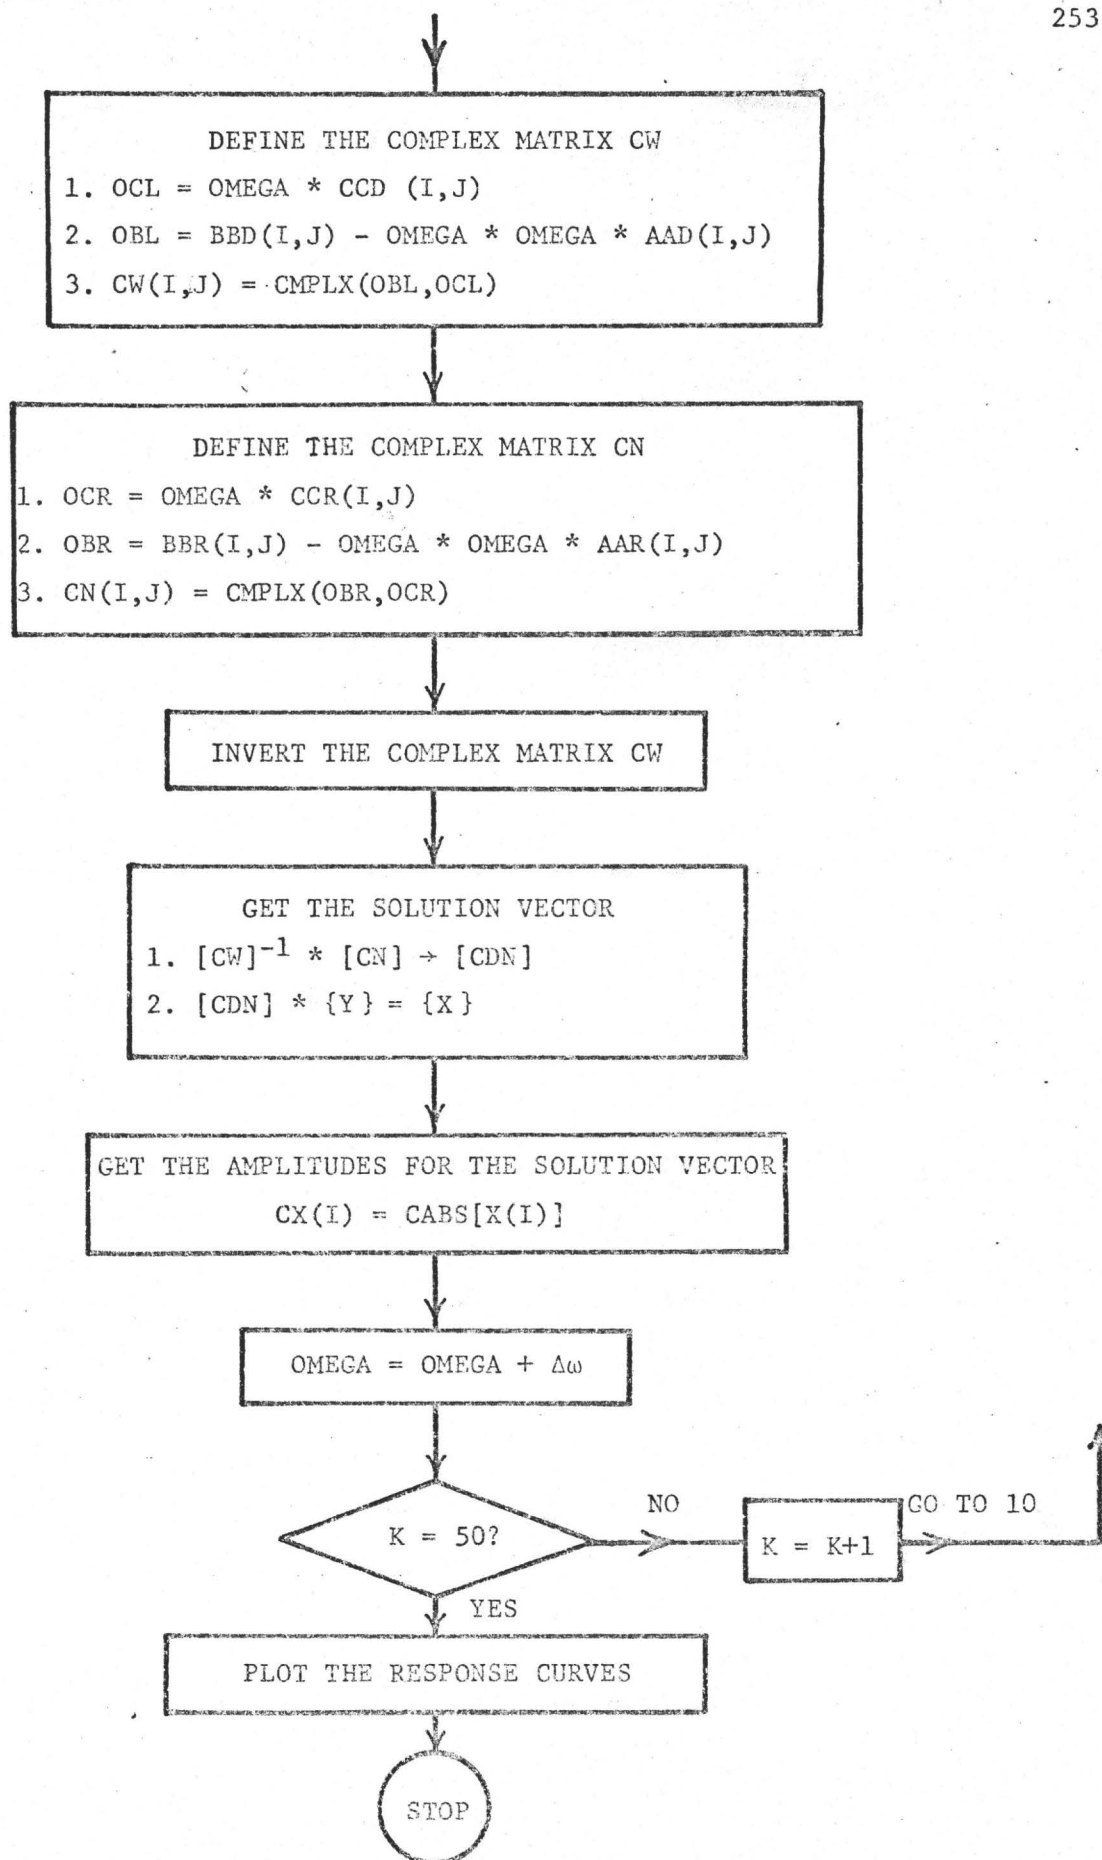 253
DEFINE THE COMPLEX MATRIX CW
1. OCL = OMEGA * CCD (I,J)
2. OBL = BBD(I,J) - OMEGA * OMEGA * AAD(I,J)
3. CW(I,J) = CMPLX(OBL,OCL)
DEFINE THE COMPLEX MATRIX CN
1. OCR = OMEGA * CCR(I,J)
2. OBR = BBR(I,J) - OMEGA * OMEGA * AAR(I,J)
3. CN(I,J) = CMPLX(OBR,OCR)
INVERT THE COMPLEX MATRIX CW
GET THE SOLUTION VECTOR
1. [CW]⁻¹ * [CN] → [CDN]
2. [CDN] * {Y} = {X}
GET THE AMPLITUDES FOR THE SOLUTION VECTOR
CX(I) = CABS[X(I)]
OMEGA = OMEGA + Δω
K = 50?
NO
K = K+1
GO TO 10
YES
PLOT THE RESPONSE CURVES
STOP